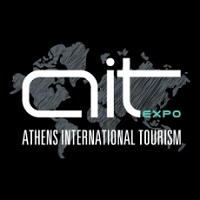 ait
EXPO
ATHENS INTERNATIONAL TOURISM